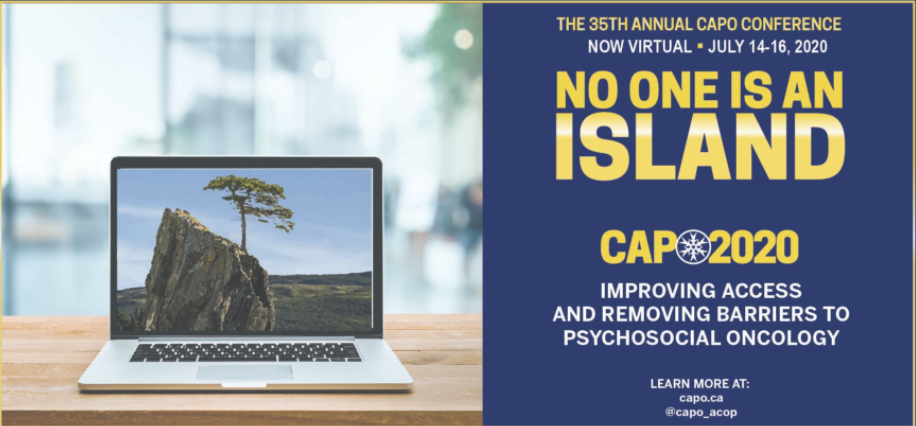 THE 35TH ANNUAL CAPO CONFERENCE
NOW VIRTUAL ▪ JULY 14-16, 2020
NO ONE IS AN
ISLAND
CAPO2020
IMPROVING ACCESS
AND REMOVING BARRIERS TO
PSYCHOSOCIAL ONCOLOGY
LEARN MORE AT:
capo.ca
@capo_acop